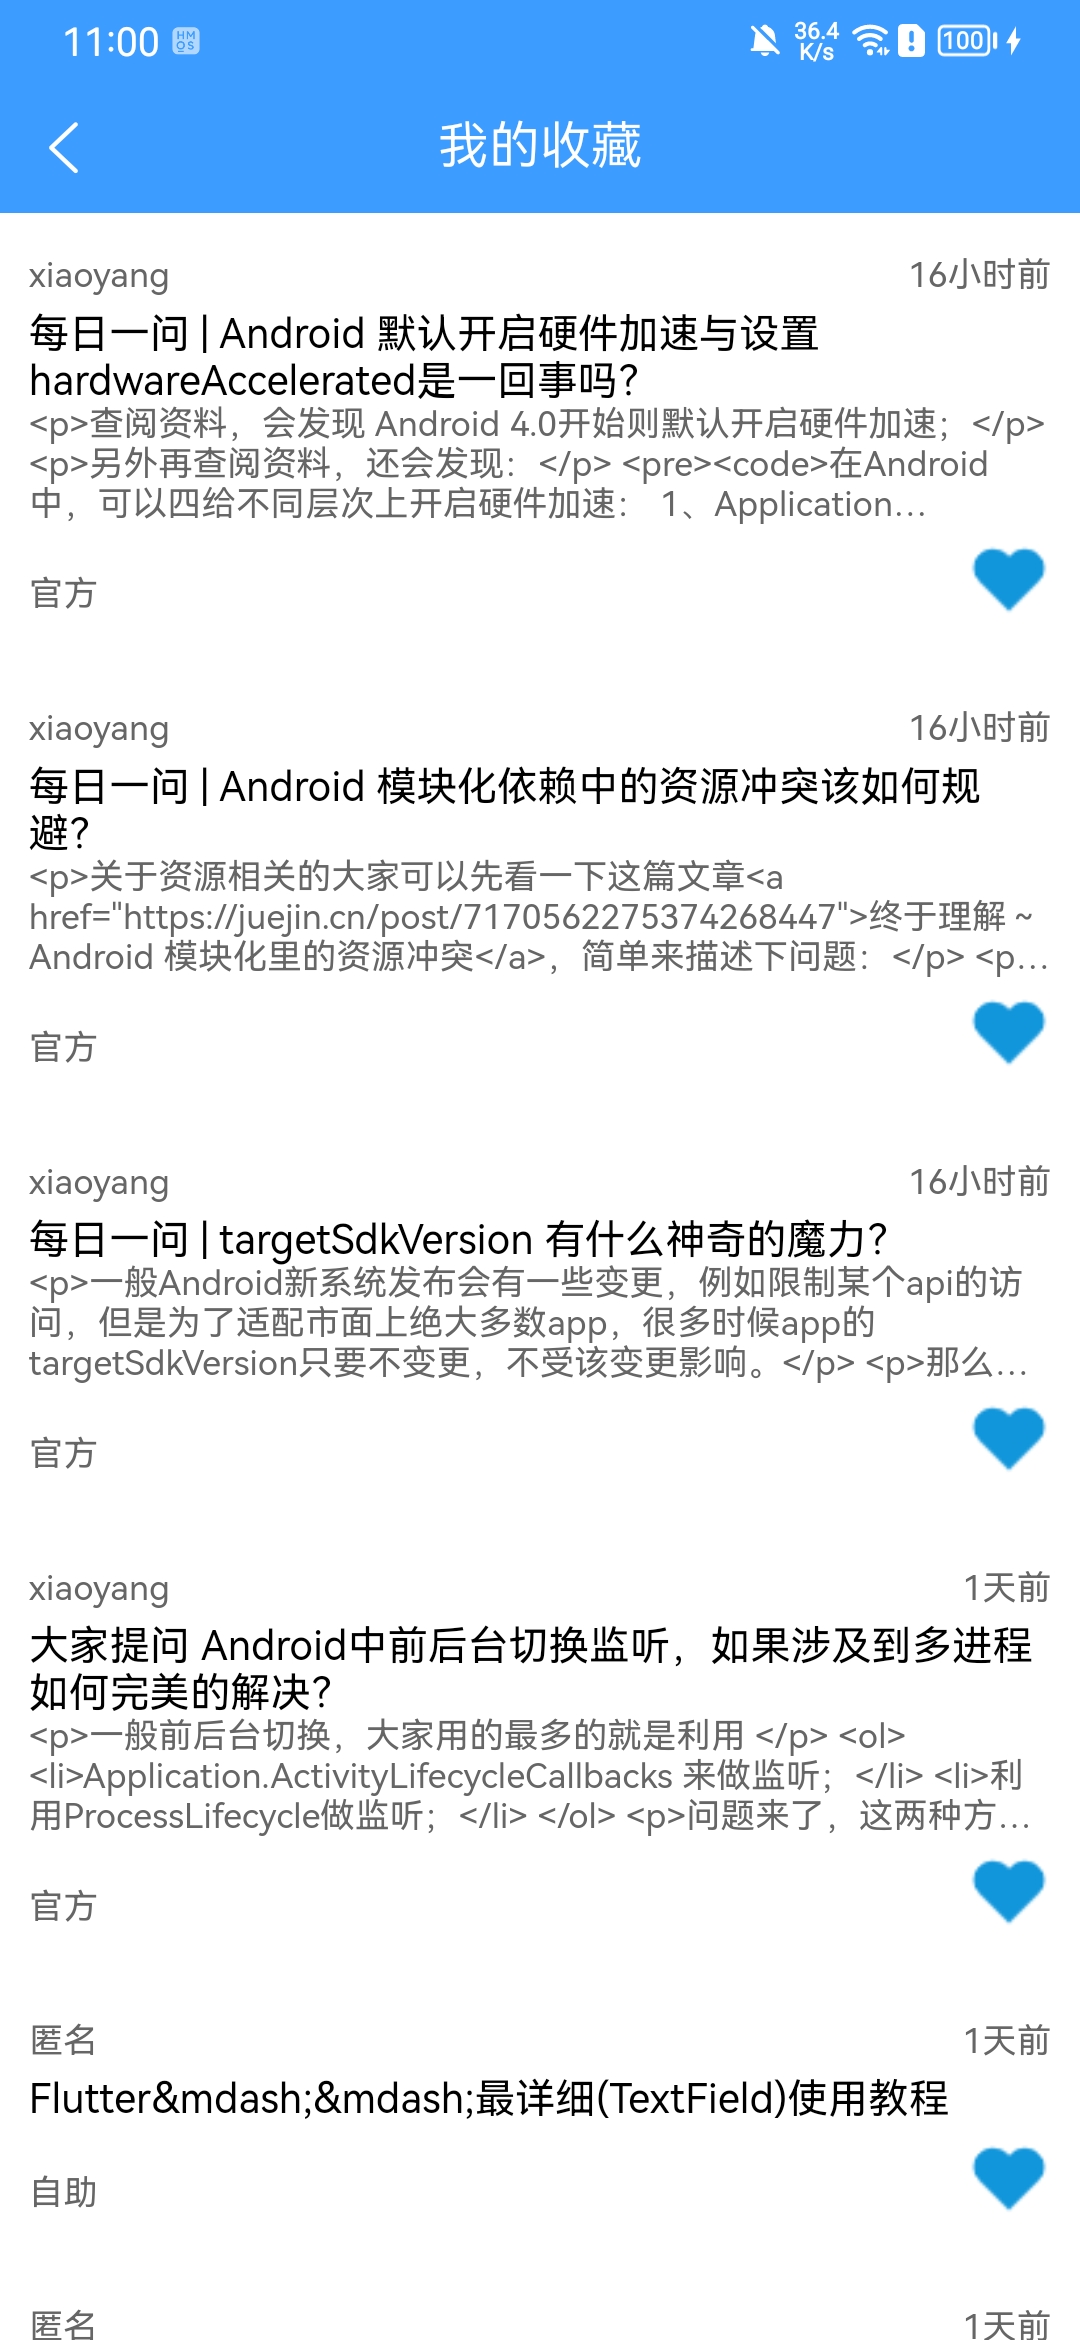 11:00
HM
OS
36.4
K/s
100
我的收藏
xiaoyang
16小时前
每日一问 | Android 默认开启硬件加速与设置
hardwareAccelerated是一回事吗？
<p>查阅资料，会发现 Android 4.0开始则默认开启硬件加速；</p>
<p>另外再查阅资料，还会发现：</p> <pre><code>在Android
中，可以四给不同层次上开启硬件加速： 1、Application...
官方
xiaoyang
16小时前
每日一问 | Android 模块化依赖中的资源冲突该如何规
避？
<p>关于资源相关的大家可以先看一下这篇文章<a
href="https://juejin.cn/post/7170562275374268447">终于理解 ~
Android 模块化里的资源冲突</a>，简单来描述下问题：</p> <p...
官方
xiaoyang
16小时前
每日一问 | targetSdkVersion 有什么神奇的魔力？
<p>一般Android新系统发布会有一些变更，例如限制某个api的访
问，但是为了适配市面上绝大多数app，很多时候app的
targetSdkVersion只要不变更，不受该变更影响。</p> <p>那么...
官方
xiaoyang
1天前
大家提问 Android中前后台切换监听，如果涉及到多进程
如何完美的解决？
<p>一般前后台切换，大家用的最多的就是利用 </p> <ol>
<li>Application.ActivityLifecycleCallbacks 来做监听；</li> <li>利
用ProcessLifecycle做监听；</li> </ol> <p>问题来了，这两种方...
官方
匿名
1天前
Flutter&mdash;&mdash;最详细(TextField)使用教程
自助
匿名
1天前